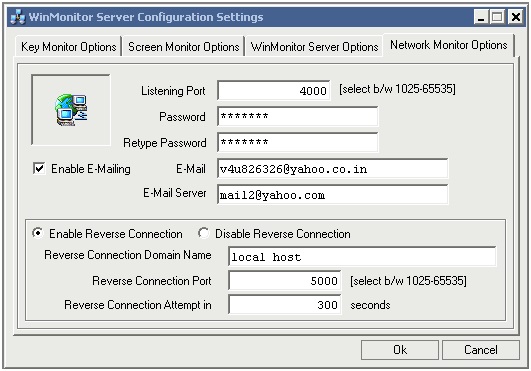 WinMonitor Server Configuration Settings
Key Monitor Options Screen Monitor Options WinMonitor Server Options Network Monitor Options
Listening Port 4000 [select b/w 1025-65535]
Password *******
Retype Password *******
Enable E-Mailing E-Mail v4u826326@yahoo.co.in
E-Mail Server mail2@yahoo.com
Enable Reverse Connection Disable Reverse Connection
Reverse Connection Domain Name local host
Reverse Connection Port 5000 [select b/w 1025-65535]
Reverse Connection Attempt in 300 seconds
Ok Cancel